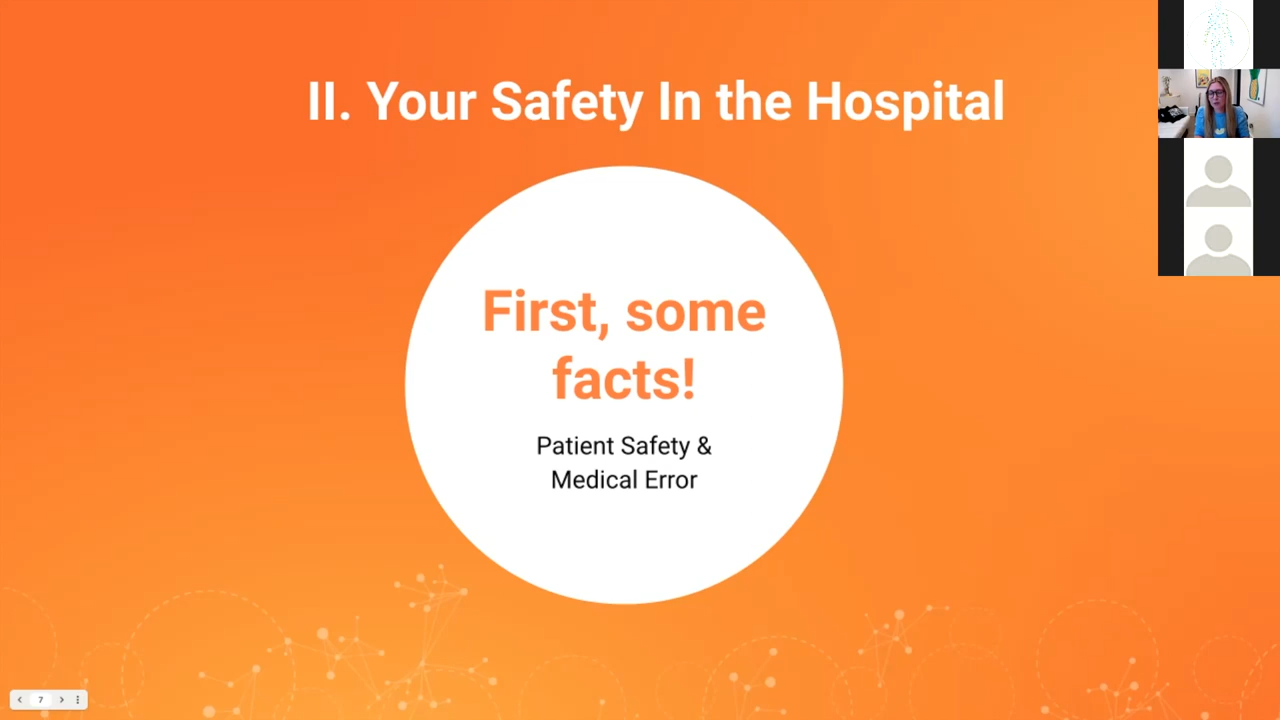 II. Your Safety In the Hospital
First, some
facts!
Patient Safety &
Medical Error
7